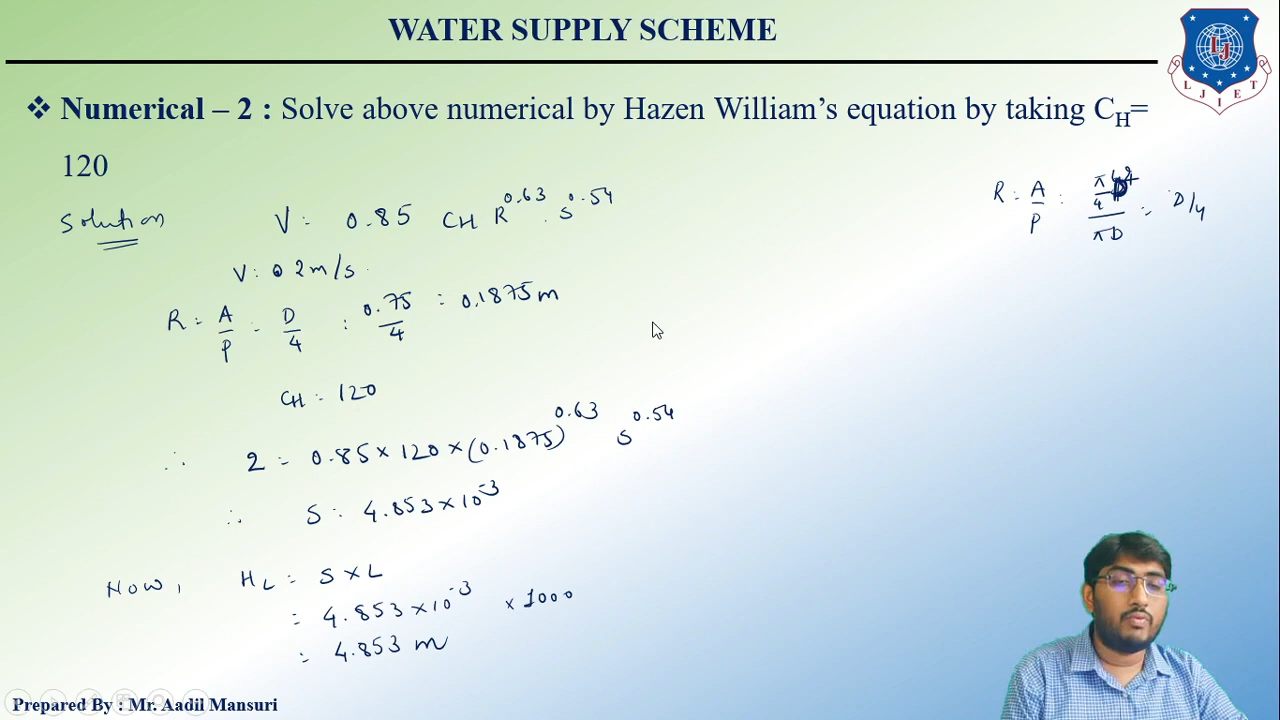 WATER SUPPLY SCHEME
LJ
LJIET
❖ Numerical – 2 : Solve above numerical by Hazen William's equation by taking C_H=
120
Solution
V = 0.85 CH R^0.63 . S^0.54
V = 2 m/s.
R = A/P = D/4 = 0.75/4 = 0.1875 m
CH = 120
∴ 2 = 0.85 × 120 × (0.1875)^0.63 S^0.54
∴ S = 4.853 × 10^-3
Now, HL = S × L
= 4.853 × 10^-3 × 1000
= 4.853 m
R = A/P = = D/4
πD
Prepared By : Mr. Aadil Mansuri